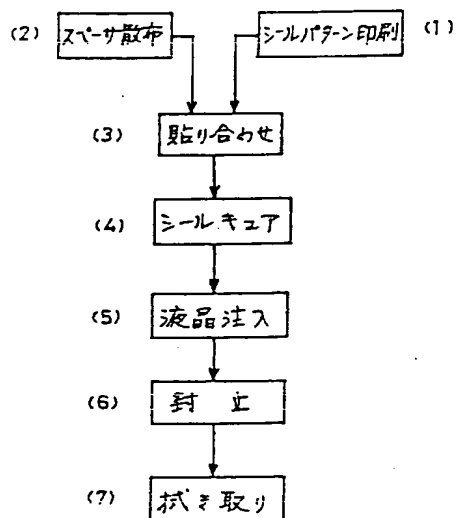 (2) スペーサ散布 シールパターン印刷 (1)
(3) 貼り合わせ
(4) シールキュア
(5) 液晶注入
(6) 封止
(7) 拭き取り